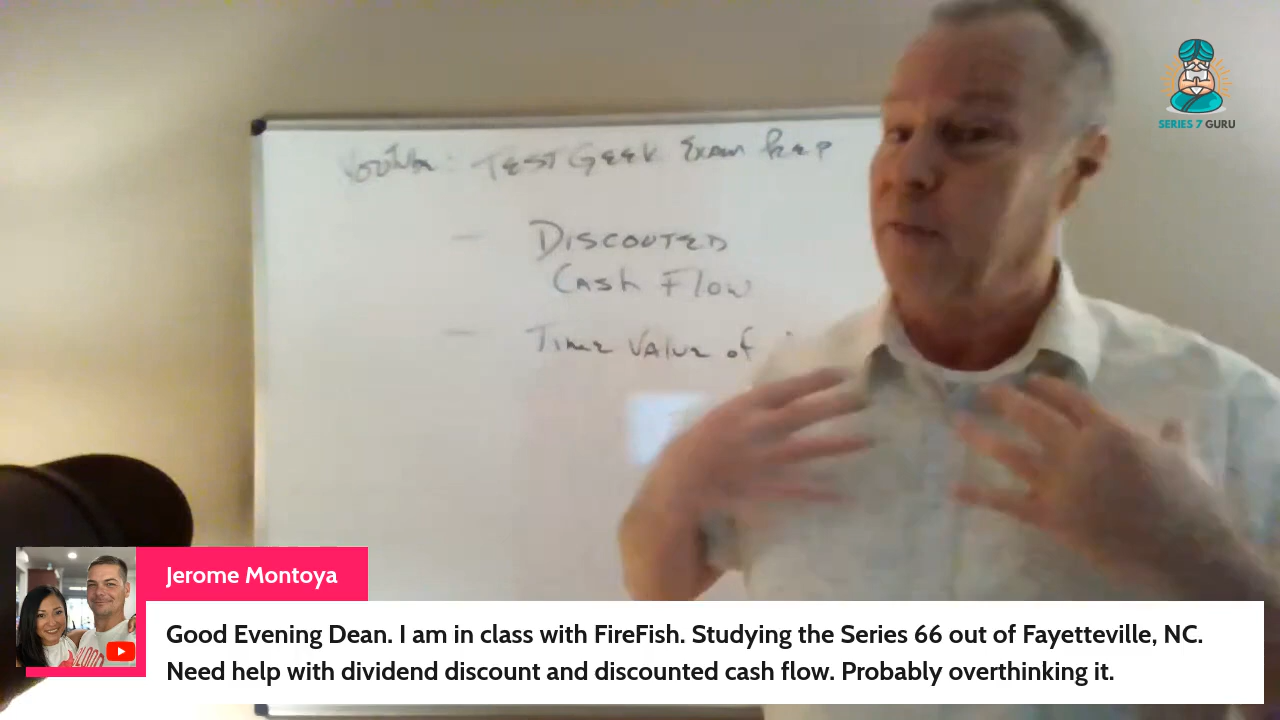 SERIES 7 GURU
YouTube: Test Geek Exam Prep
— Discouted
Cash Flow
— Time Value of
Jerome Montoya
Good Evening Dean. I am in class with FireFish. Studying the Series 66 out of Fayetteville, NC.
Need help with dividend discount and discounted cash flow. Probably overthinking it.